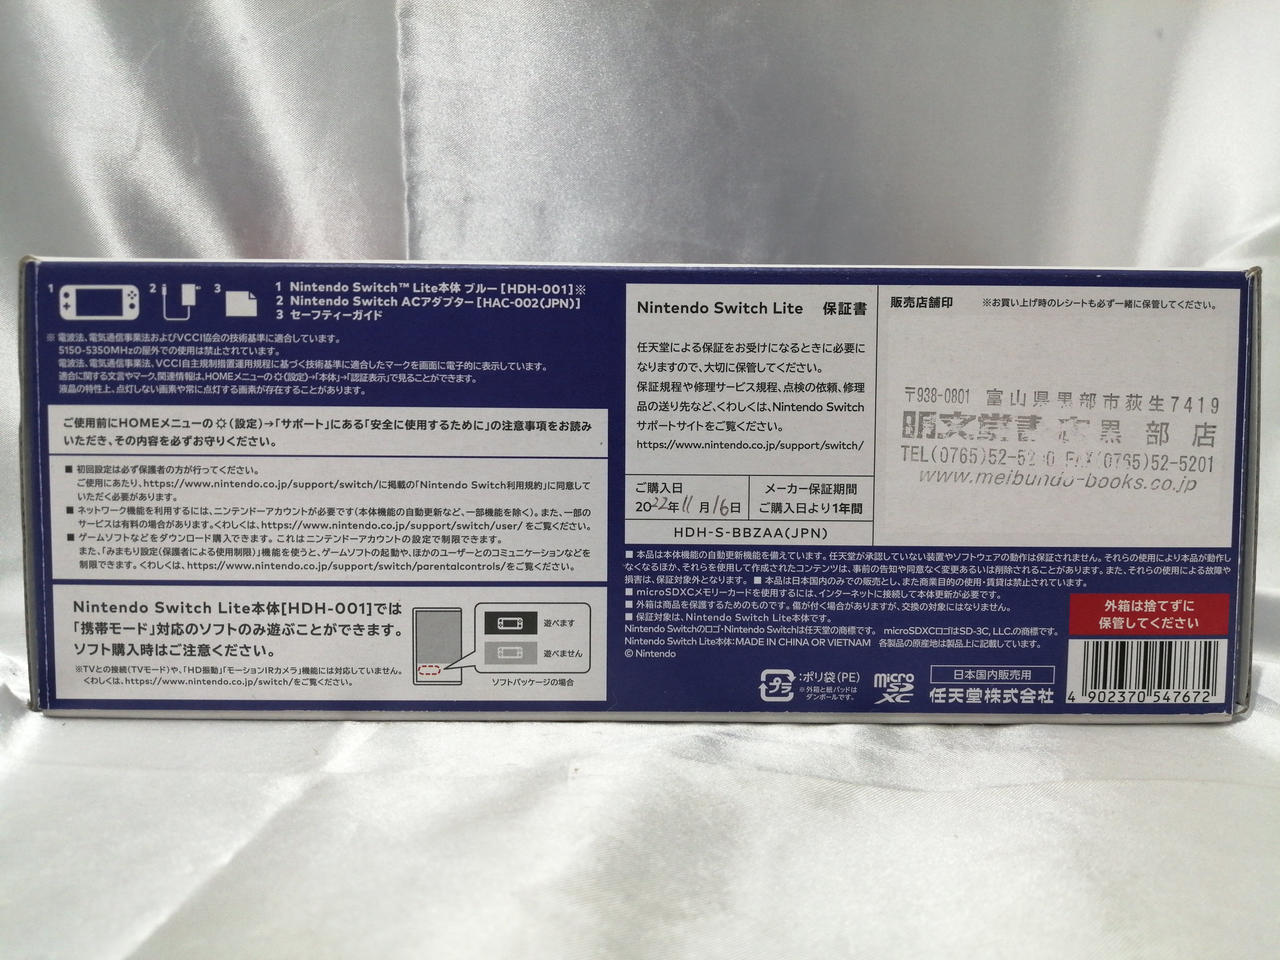 1 2 3
1 Nintendo Switch™ Lite本体 ブルー[HDH-001]※
2 Nintendo Switch ACアダプター[HAC-002(JPN)]
3 セーフティーガイド
※ 電波法、電気通信事業法およびVCCI協会の技術基準に適合しています。
5150-5350MHzの屋外での使用は禁止されています。
電波法、電気通信事業法、VCCI自主規制措置運用規程に基づく技術基準に適合したマークを画面に電子的に表示しています。
適合に関する文言やマーク、関連情報は、HOMEメニューの(設定)→「本体」→「認証表示」で見ることができます。
液晶の特性上、点灯しない画素や常に点灯する画素が存在することがあります。
ご使用前にHOMEメニューの(設定)→「サポート」にある「安全に使用するために」の注意事項をお読み
いただき、その内容を必ずお守りください。
■ 初回設定は必ず保護者の方が行ってください。
ご使用にあたり、https://www.nintendo.co.jp/support/switch/に掲載の「Nintendo Switch利用規約」に同意して
いただく必要があります。
■ ネットワーク機能を利用するには、ニンテンドーアカウントが必要です(本体機能の自動更新など、一部機能を除く)。また、一部の
サービスは有料の場合があります。くわしくは、https://www.nintendo.co.jp/support/switch/user/ をご覧ください。
■ ゲームソフトなどをダウンロード購入できます。これはニンテンドーアカウントの設定で制限できます。
また、「みまもり設定(保護者による使用制限)」機能を使うと、ゲームソフトの起動や、ほかのユーザーとのコミュニケーションなどを
制限できます。くわしくは、https://www.nintendo.co.jp/support/switch/parentalcontrols/をご覧ください。
Nintendo Switch Lite本体[HDH-001]では
「携帯モード」対応のソフトのみ遊ぶことができます。
ソフト購入時はご注意ください。
※TVとの接続(TVモード)や、「HD振動」「モーションIRカメラ」機能には対応していません。
くわしくは、https://www.nintendo.co.jp/switch/をご覧ください。
遊べます
遊べません
ソフトパッケージの場合
Nintendo Switch Lite 保証書
任天堂による保証をお受けになるときに必要に
なりますので、大切に保管してください。
保証規程や修理サービス規程、点検の依頼、修理
品の送り先など、くわしくは、Nintendo Switch
サポートサイトをご覧ください。
https://www.nintendo.co.jp/support/switch/
ご購入日
2022年11月16日
メーカー保証期間
ご購入日より1年間
HDH-S-BBZAA(JPN)
販売店舗印 ※お買い上げ時のレシートも必ず一緒に保管してください。
〒938-0801 富山県黒部市荻生7419
明文堂書店 黒部店
TEL(0765)52-5 0 FAX(0765)52-5201
www.meibundo-books.co.jp
■ 本品は本体機能の自動更新機能を備えています。任天堂が承認していない装置やソフトウェアの動作は保証されません。それらの使用により本品が動作し
なくなるほか、それらを使用して作成されたコンテンツは、事前の告知や同意なく変更あるいは削除されることがあります。また、それらの使用による故障や
損害は、保証対象外となります。 ■ 本品は日本国内のみでの販売とし、また商業目的の使用・賃貸は禁止されています。
■ microSDXCメモリーカードを使用するには、インターネットに接続して本体更新が必要です。
■ 外箱は商品を保護するためのものです。傷が付く場合がありますが、交換の対象にはなりません。
■ 保証対象は、Nintendo Switch Lite本体です。
Nintendo Switchのロゴ・Nintendo Switchは任天堂の商標です。 microSDXCロゴはSD-3C, LLC.の商標です。
Nintendo Switch Lite本体:MADE IN CHINA OR VIETNAM 各製品の原産地は製品上に記載しています。
© Nintendo
外箱は捨てずに
保管してください
プラ
:ポリ袋(PE)
※外箱と紙パッドは
ダンボールです。
micro SD XC
日本国内販売用
任天堂株式会社
4 902370 547672